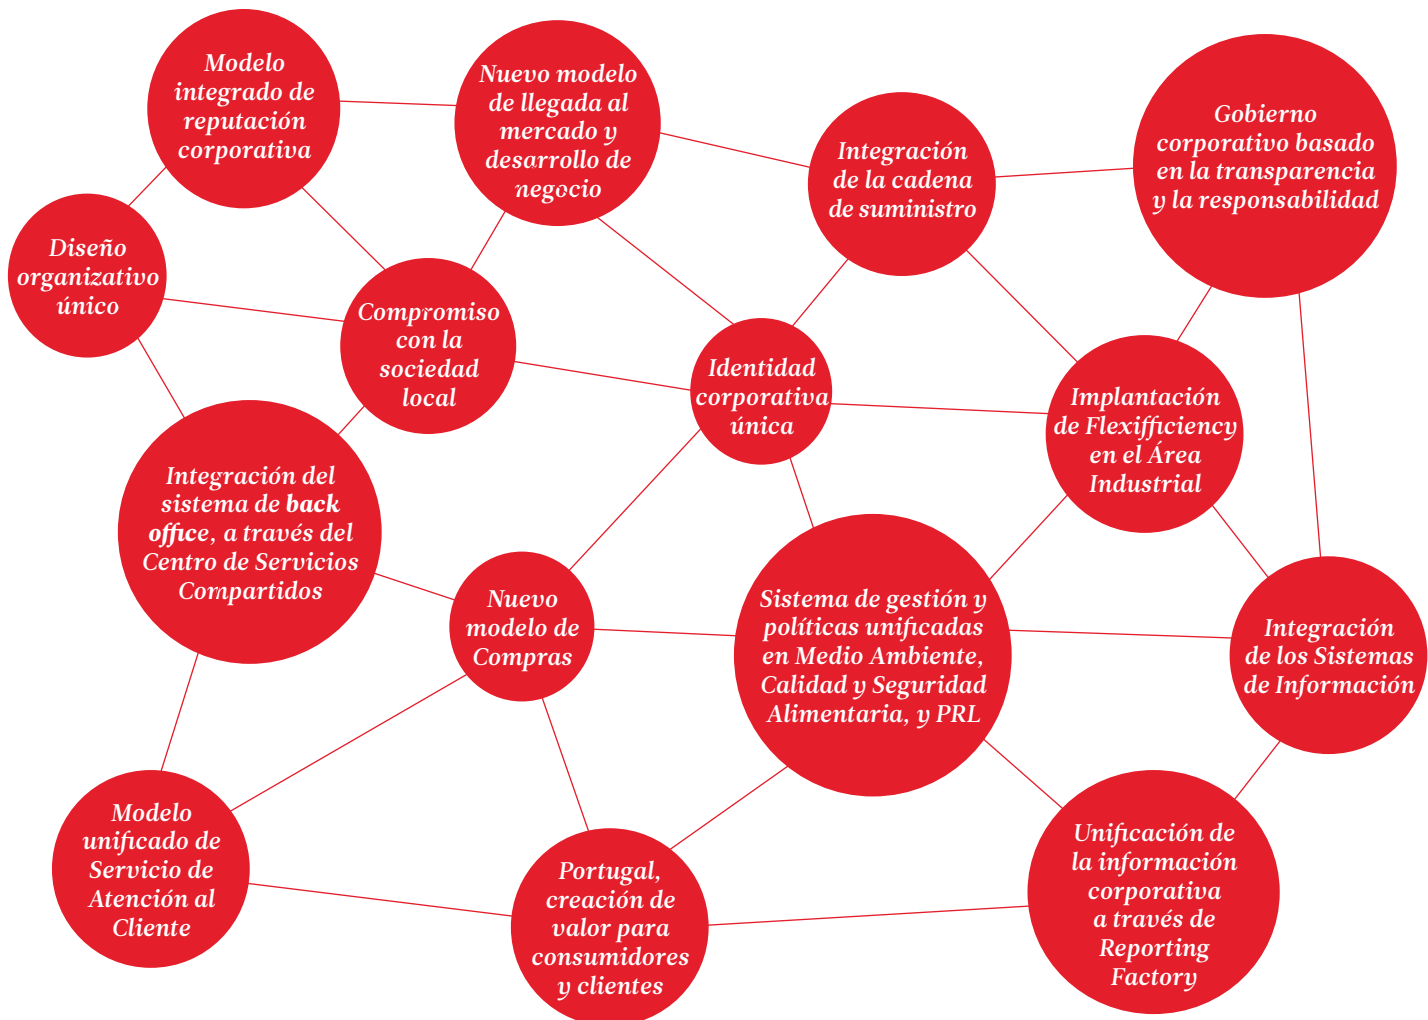 Modelo
integrado de
reputación
corporativa
Nuevo modelo
de llegada al
mercado y
desarrollo de
negocio
Integración
de la cadena
de suministro
Gobierno
corporativo basado
en la transparencia
y la responsabilidad
Diseño
organizativo
único
Compromiso
con la
sociedad
local
Identidad
corporativa
única
Implantación
de Flexifficiency
en el Área
Industrial
Integración del
sistema de back
office, a través del
Centro de Servicios
Compartidos
Nuevo
modelo de
Compras
Sistema de gestión y
políticas unificadas
en Medio Ambiente,
Calidad y Seguridad
Alimentaria, y PRL
Integración
de los Sistemas
de Información
Modelo
unificado de
Servicio de
Atención al
Cliente
Portugal,
creación de
valor para
consumidores
y clientes
Unificación de
la información
corporativa
a través de
Reporting
Factory